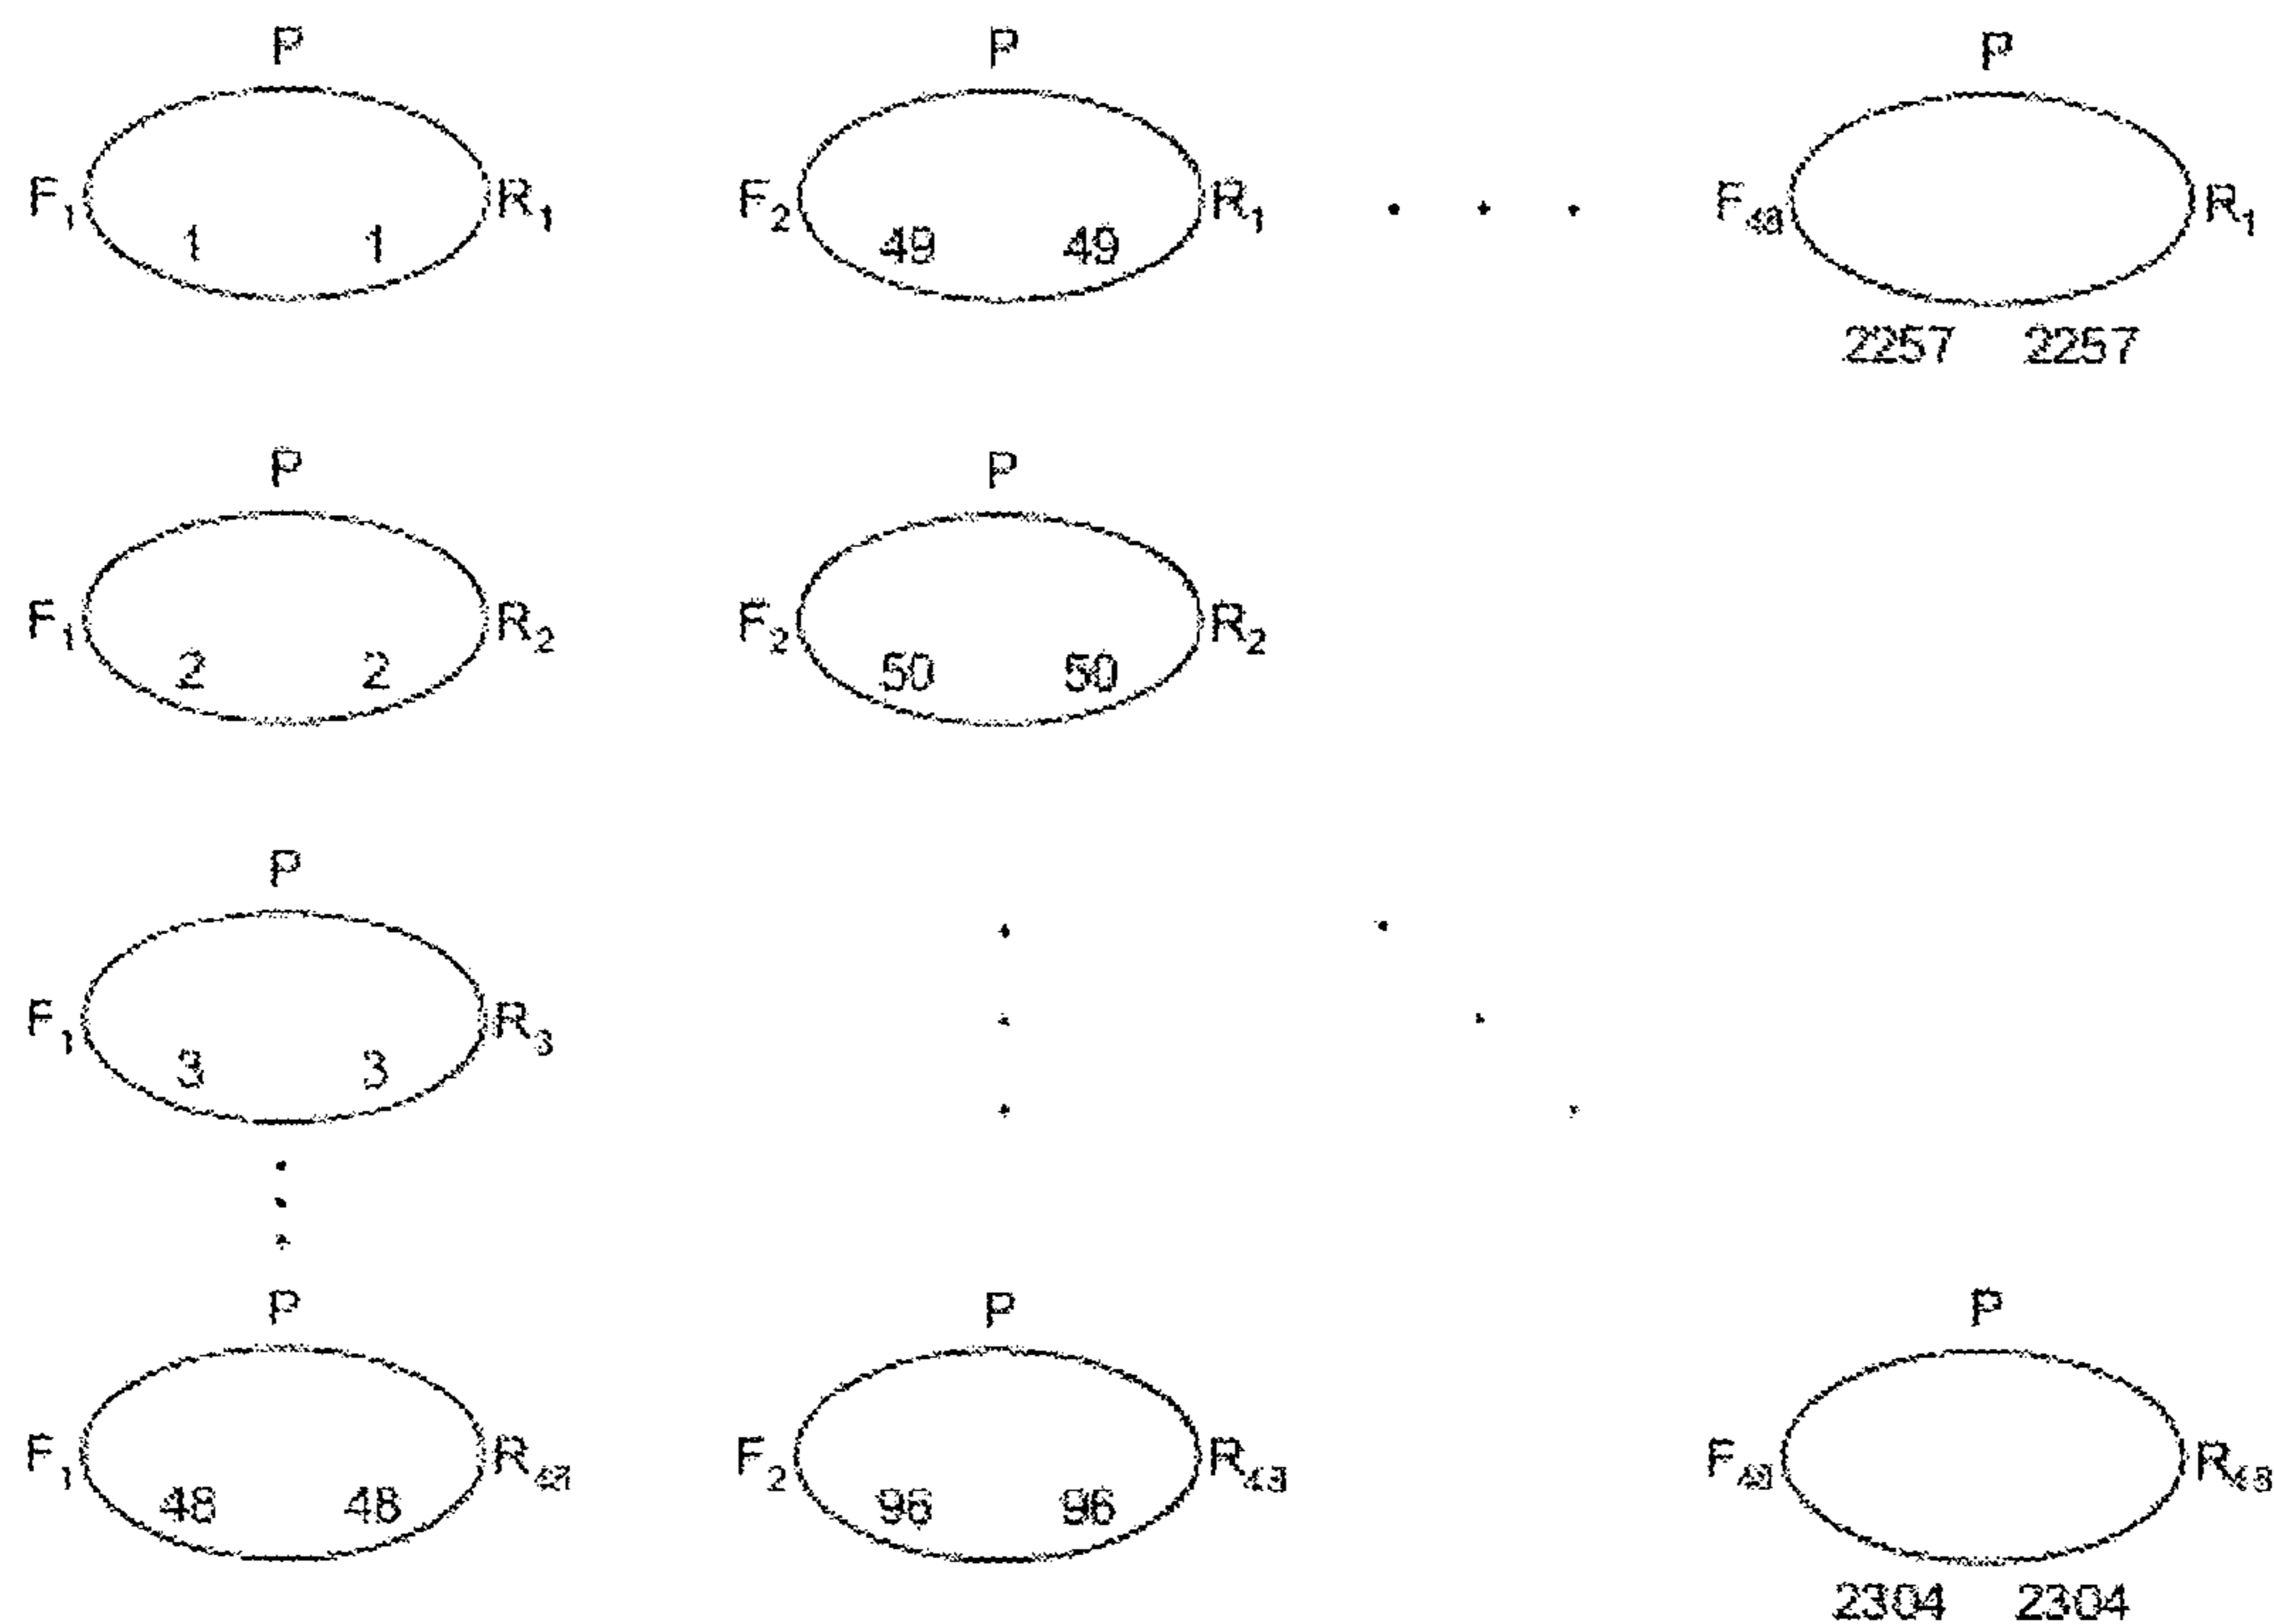 P P P
F₁ R₁ F₂ R₁ F₄₈ R₁
1 1 49 49
2257 2257
P P
F₁ R₂ F₂ R₂
2 2 50 50
P
F₁ R₃
3 3
P P P
F₁ R₄₈ F₂ R₄₈ F₄₈ R₄₈
48 48 96 96
2304 2304